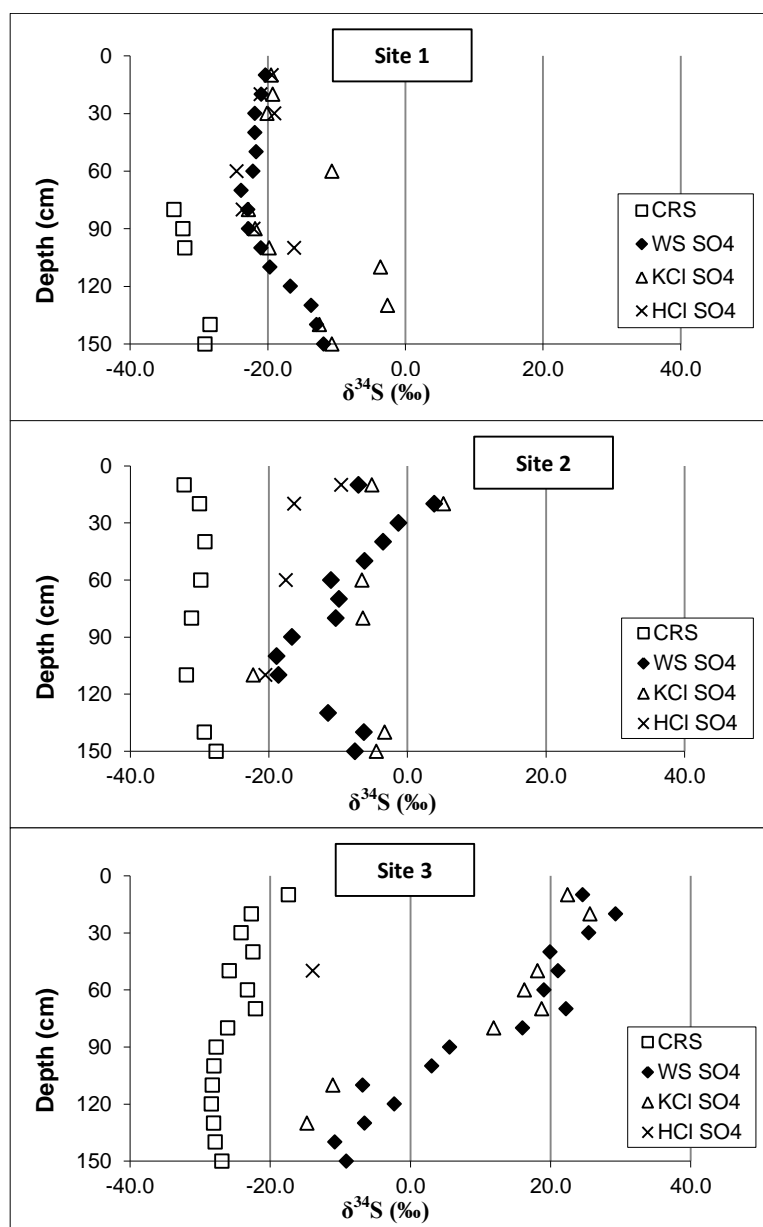 Site 1
Depth (cm)
0
30
60
90
120
150
-40.0 -20.0 0.0 20.0 40.0
δ³⁴S (‰)
CRS
WS SO4
KCl SO4
HCl SO4
Site 2
Depth (cm)
0
30
60
90
120
150
-40.0 -20.0 0.0 20.0 40.0
δ³⁴S (‰)
CRS
WS SO4
KCl SO4
HCl SO4
Site 3
Depth (cm)
0
30
60
90
120
150
-40.0 -20.0 0.0 20.0 40.0
δ³⁴S (‰)
CRS
WS SO4
KCl SO4
HCl SO4